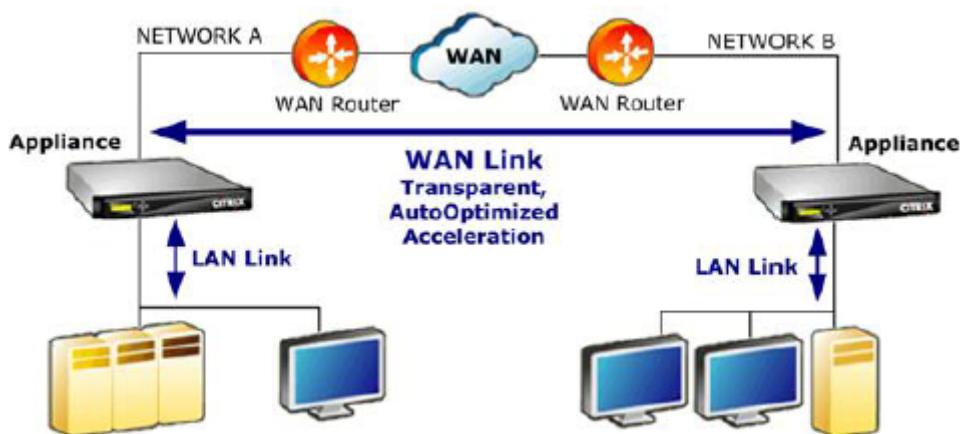 NETWORK A
WAN
NETWORK B
WAN Router
WAN Router
Appliance
Appliance
WAN Link
Transparent,
AutoOptimized
Acceleration
CITRIX
CITRIX
LAN Link
LAN Link